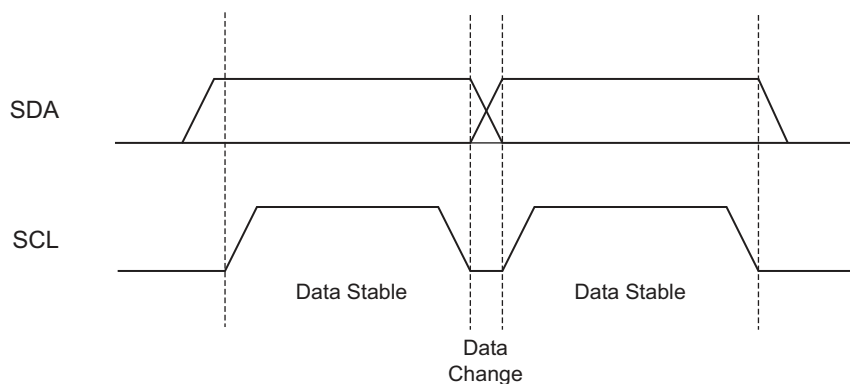 SDA
SCL
Data Stable
Data Stable
Data
Change